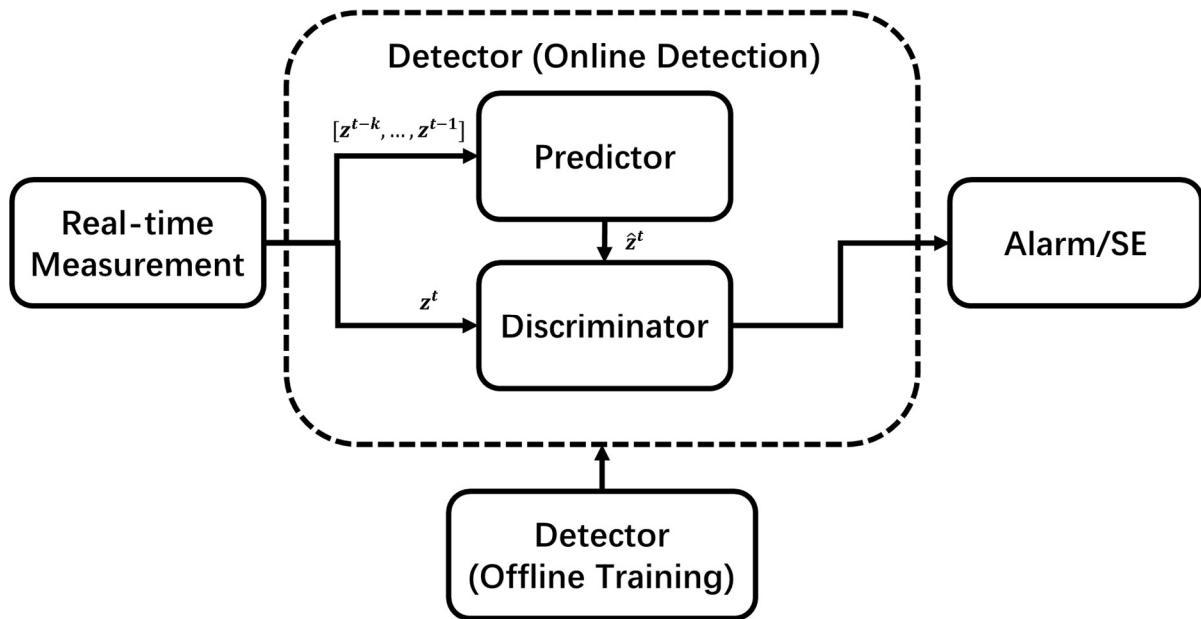 Detector (Online Detection)
[z^{t-k}, ..., z^{t-1}]
Predictor
Real-time
Measurement
ẑ^t
Alarm/SE
z^t
Discriminator
Detector
(Offline Training)